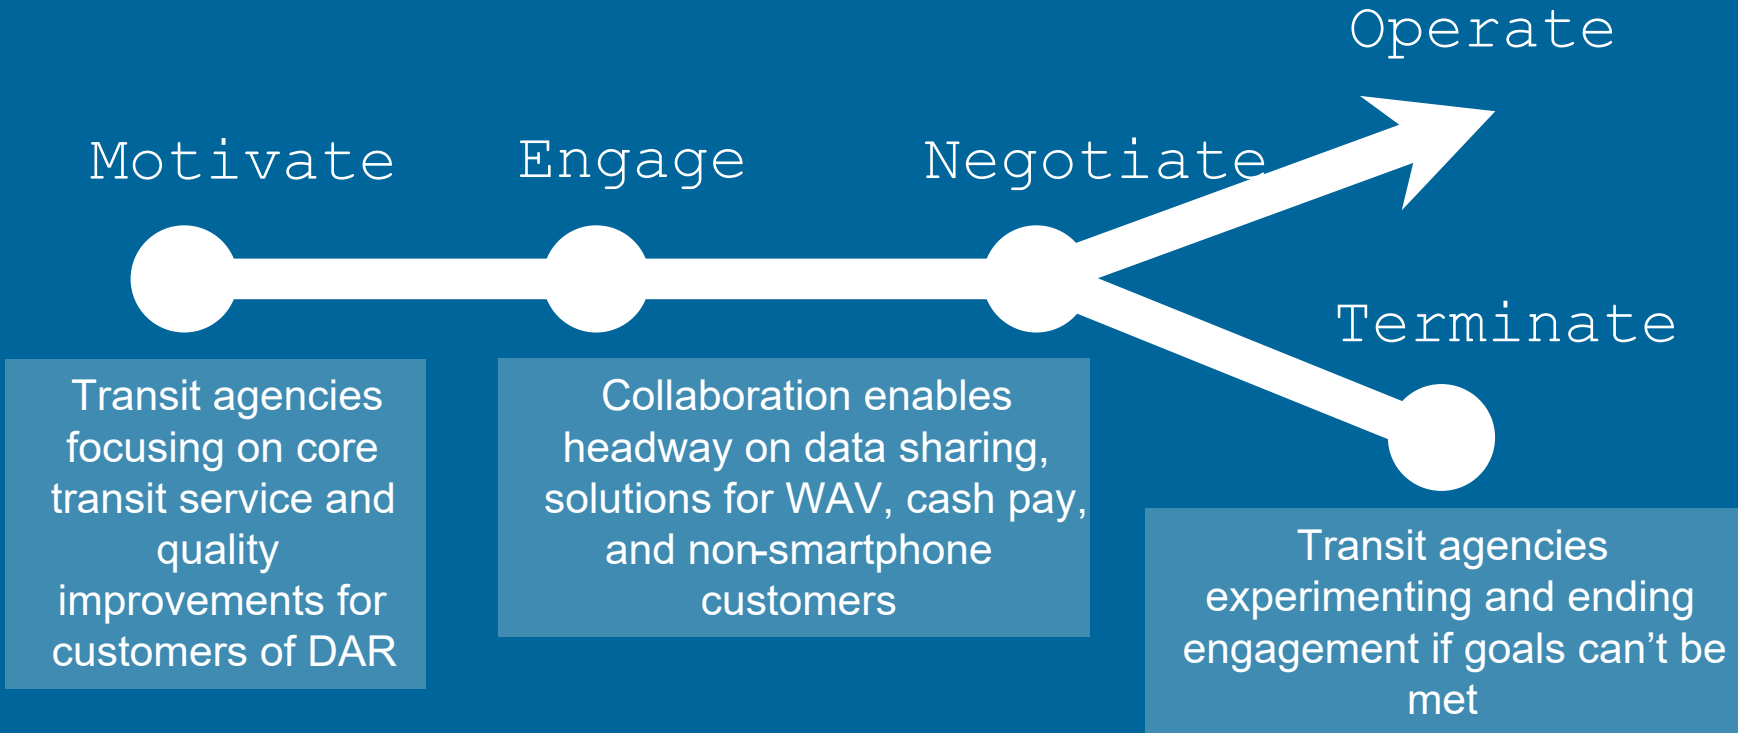 Operate
Motivate
Engage
Negotiate
Terminate
Transit agencies
focusing on core
transit service and
quality
improvements for
customers of DAR
Collaboration enables
headway on data sharing,
solutions for WAV, cash pay,
and non-smartphone
customers
Transit agencies
experimenting and ending
engagement if goals can’t be
met